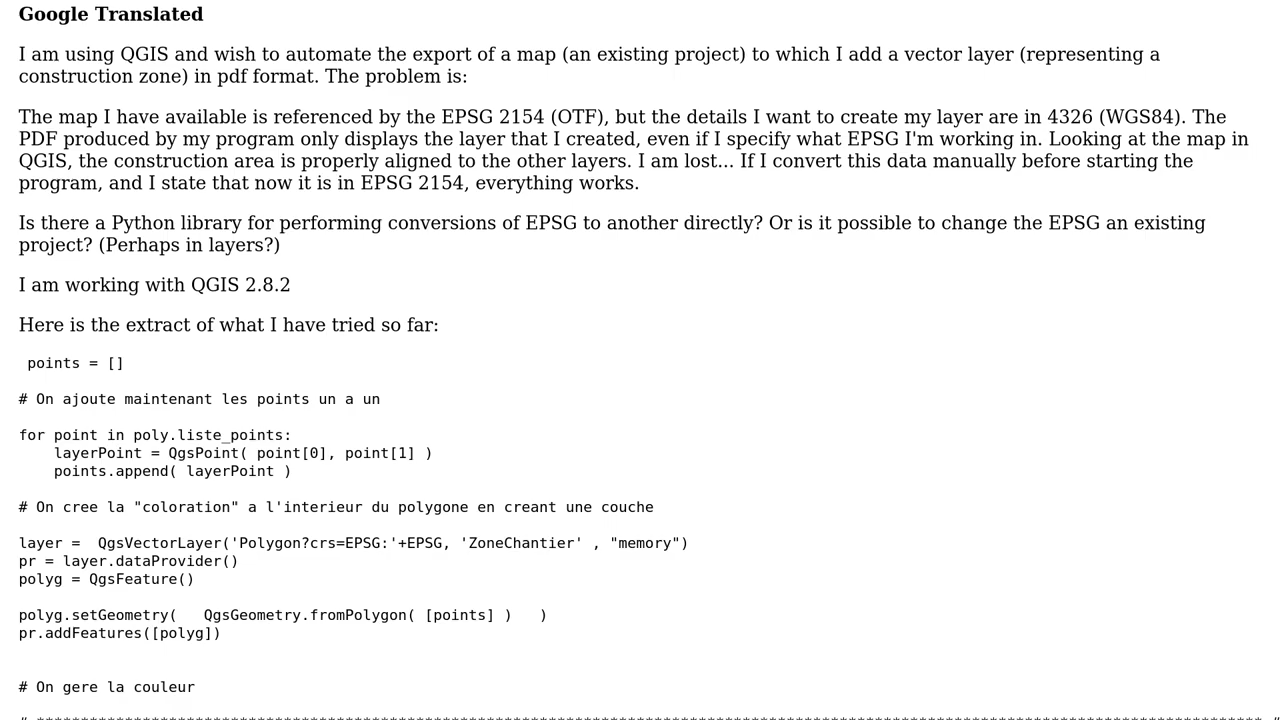 Google Translated
I am using QGIS and wish to automate the export of a map (an existing project) to which I add a vector layer (representing a
construction zone) in pdf format. The problem is:
The map I have available is referenced by the EPSG 2154 (OTF), but the details I want to create my layer are in 4326 (WGS84). The
PDF produced by my program only displays the layer that I created, even if I specify what EPSG I'm working in. Looking at the map in
QGIS, the construction area is properly aligned to the other layers. I am lost... If I convert this data manually before starting the
program, and I state that now it is in EPSG 2154, everything works.
Is there a Python library for performing conversions of EPSG to another directly? Or is it possible to change the EPSG an existing
project? (Perhaps in layers?)
I am working with QGIS 2.8.2
Here is the extract of what I have tried so far:
points = []
# On ajoute maintenant les points un a un
for point in poly.liste_points:
    layerPoint = QgsPoint( point[0], point[1] )
    points.append( layerPoint )
# On cree la "coloration" a l'interieur du polygone en creant une couche
layer =  QgsVectorLayer('Polygon?crs=EPSG:'+EPSG, 'ZoneChantier' , "memory")
pr = layer.dataProvider()
polyg = QgsFeature()
polyg.setGeometry(   QgsGeometry.fromPolygon( [points] )   )
pr.addFeatures([polyg])
# On gere la couleur